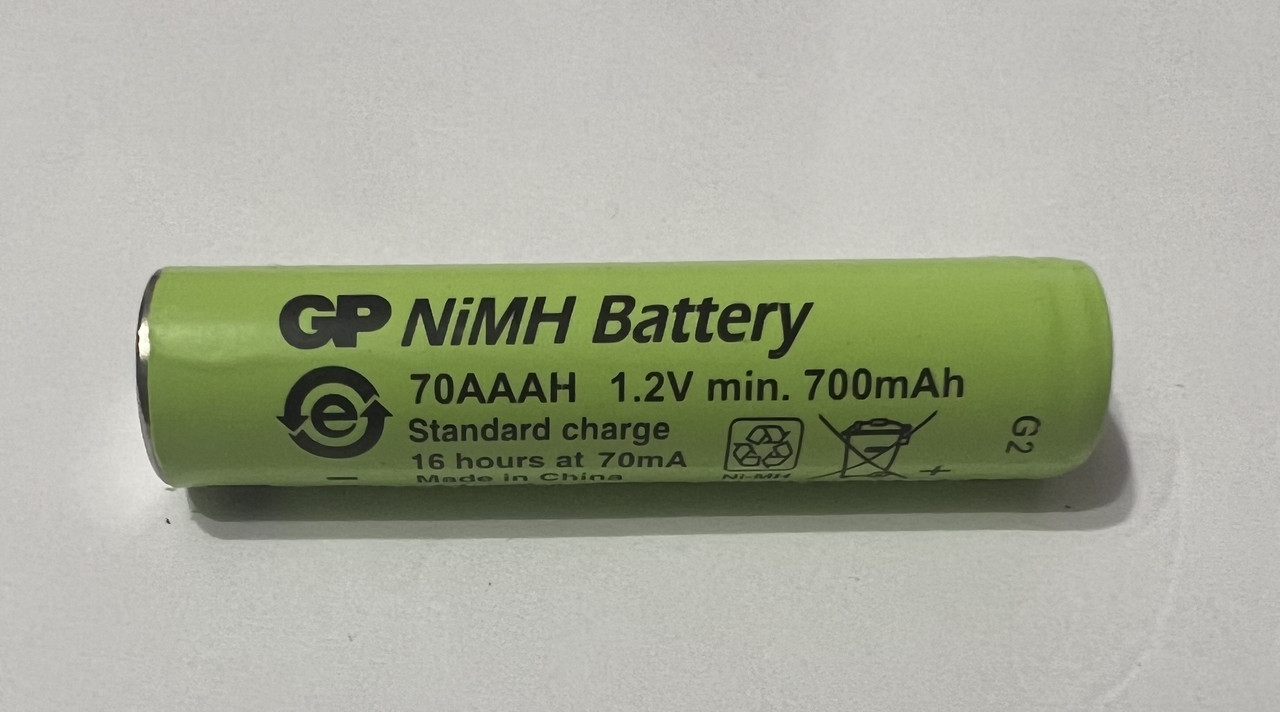 GP NiMH Battery
e
70AAAH 1.2V min. 700mAh
Standard charge
16 hours at 70mA
Made in China
Ni-MH
G2
− +